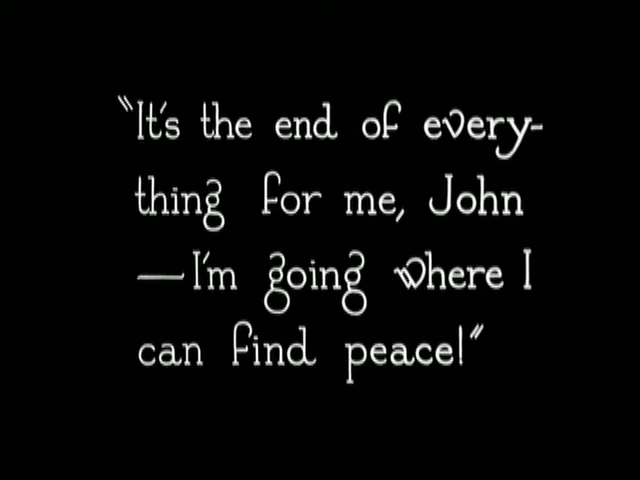 "It's the end of every-
thing for me, John
—I'm going where I
can find peace!"